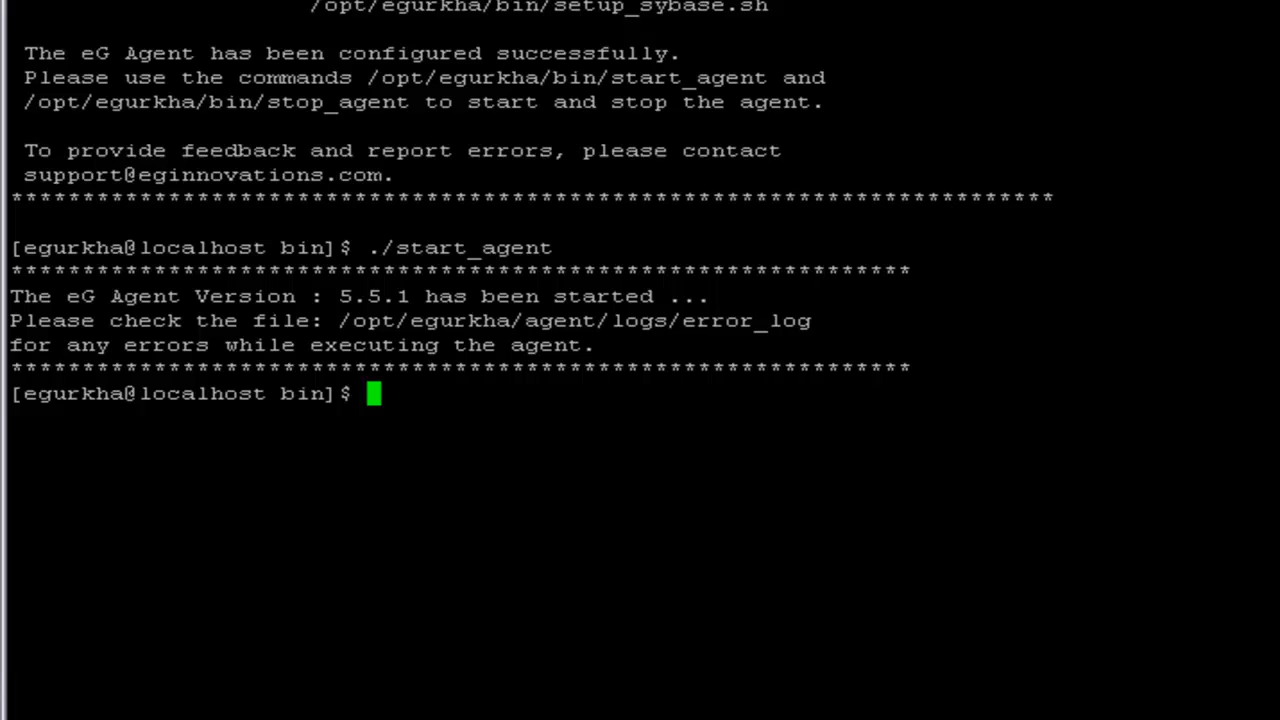 /opt/egurkha/bin/setup_sybase.sh
The eG Agent has been configured successfully.
Please use the commands /opt/egurkha/bin/start_agent and
/opt/egurkha/bin/stop_agent to start and stop the agent.
To provide feedback and report errors, please contact
support@eginnovations.com.
*************************************************************************
[egurkha@localhost bin]$ ./start_agent
***************************************************************
The eG Agent Version : 5.5.1 has been started ...
Please check the file: /opt/egurkha/agent/logs/error_log
for any errors while executing the agent.
***************************************************************
[egurkha@localhost bin]$